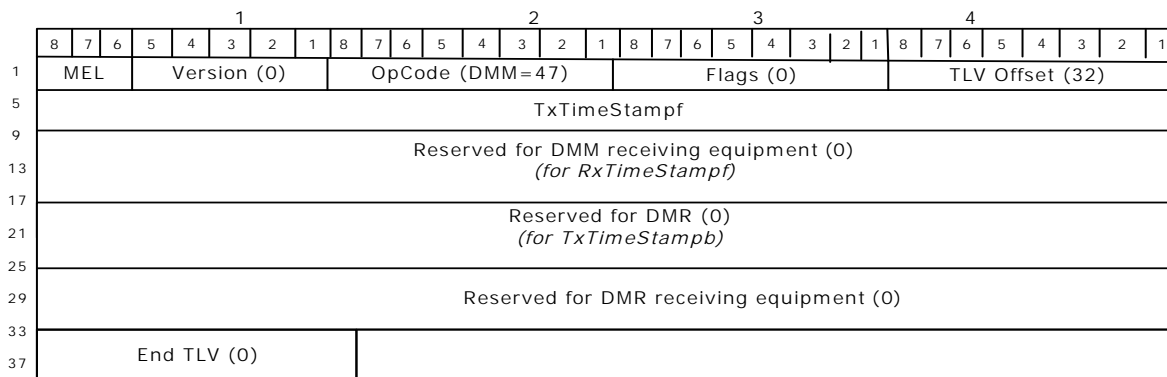 1 2 3 4
8 7 6 5 4 3 2 1 8 7 6 5 4 3 2 1 8 7 6 5 4 3 2 1 8 7 6 5 4 3 2 1
1 MEL Version (0) OpCode (DMM=47) Flags (0) TLV Offset (32)
5 TxTimeStampf
9
Reserved for DMM receiving equipment (0)
13 (for RxTimeStampf)
17
Reserved for DMR (0)
21 (for TxTimeStampb)
25
29 Reserved for DMR receiving equipment (0)
33
End TLV (0)
37